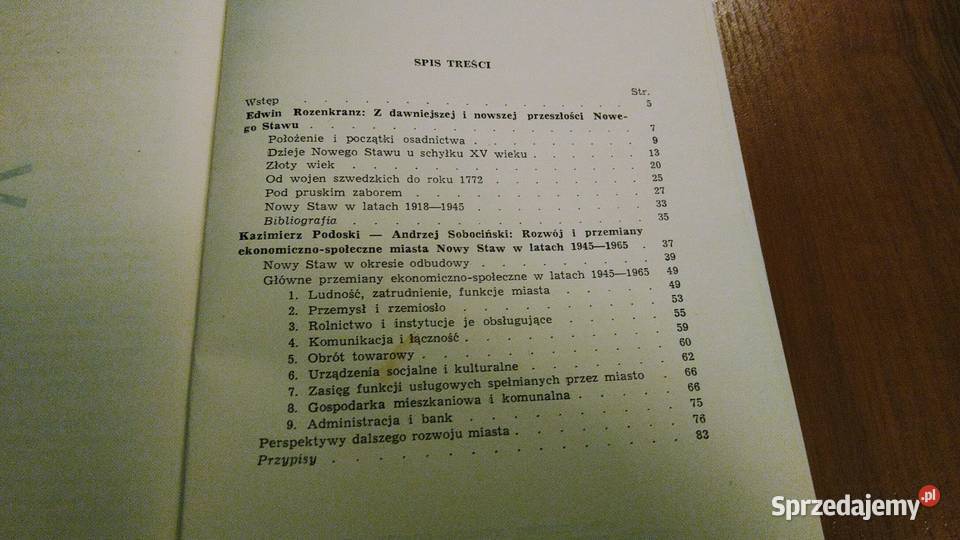 SPIS TREŚCI
Str.
Wstęp . . . . . . . . . . . . . . . 5
Edwin Rozenkranz: Z dawniejszej i nowszej przeszłości Nowe-
go Stawu . . . . . . . . . . . . . . 7
Położenie i początki osadnictwa . . . . . . . . 9
Dzieje Nowego Stawu u schyłku XV wieku . . . . . 13
Złoty wiek . . . . . . . . . . . . . 20
Od wojen szwedzkich do roku 1772 . . . . . . . 25
Pod pruskim zaborem . . . . . . . . . . 27
Nowy Staw w latach 1918—1945 . . . . . . . 33
Bibliografia . . . . . . . . . . . . . 35
Kazimierz Podoski — Andrzej Sobociński: Rozwój i przemiany
ekonomiczno-społeczne miasta Nowy Staw w latach 1945—1965 . 37
Nowy Staw w okresie odbudowy . . . . . . . 39
Główne przemiany ekonomiczno-społeczne w latach 1945—1965 49
1. Ludność, zatrudnienie, funkcje miasta . . . . . 49
2. Przemysł i rzemiosło . . . . . . . . . 53
3. Rolnictwo i instytucje je obsługujące . . . . . 55
4. Komunikacja i łączność . . . . . . . . . 59
5. Obrót towarowy . . . . . . . . . . . 60
6. Urządzenia socjalne i kulturalne . . . . . . 62
7. Zasięg funkcji usługowych spełnianych przez miasto . 66
8. Gospodarka mieszkaniowa i komunalna . . . . . 66
9. Administracja i bank . . . . . . . . . 75
Perspektywy dalszego rozwoju miasta . . . . . . . 76
Przypisy . . . . . . . . . . . . . . 83
Sprzedajemy.pl